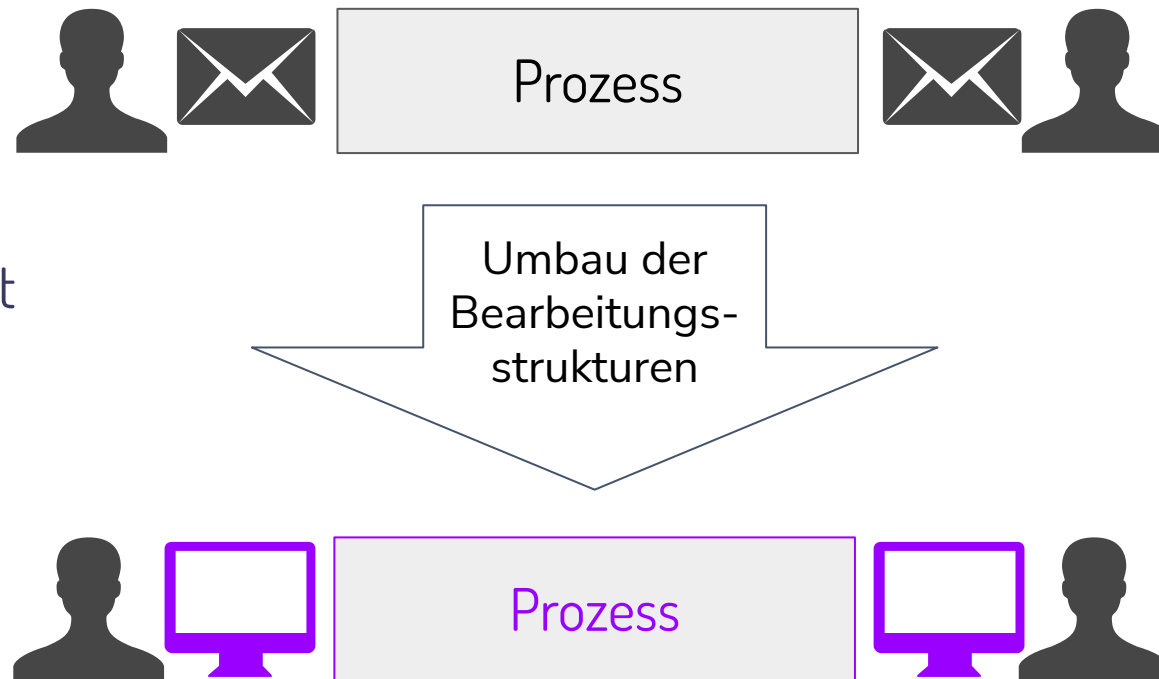 Prozess
t
Umbau der
Bearbeitungs-
strukturen
Prozess